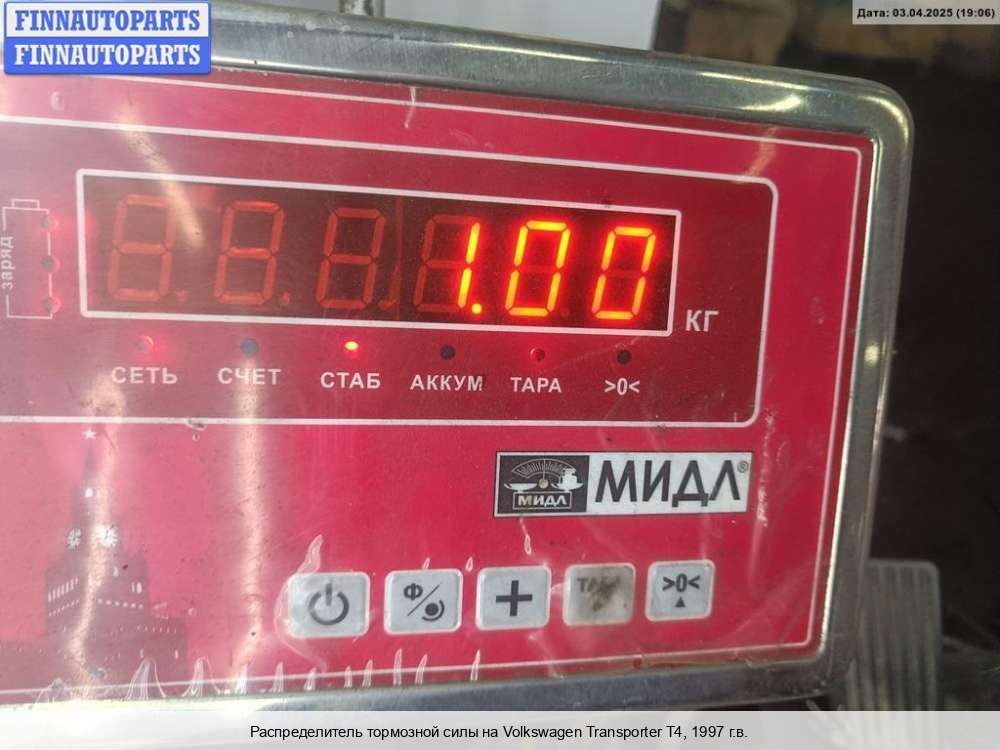 FINNAUTOPARTS
FINNAUTOPARTS
Дата: 03.04.2025 (19:06)
заряд
1.00
КГ
СЕТЬ СЧЕТ СТАБ АККУМ ТАРА >0<
МИДЛ МИДЛ®
Ф >0<
Распределитель тормозной силы на Volkswagen Transporter T4, 1997 г.в.